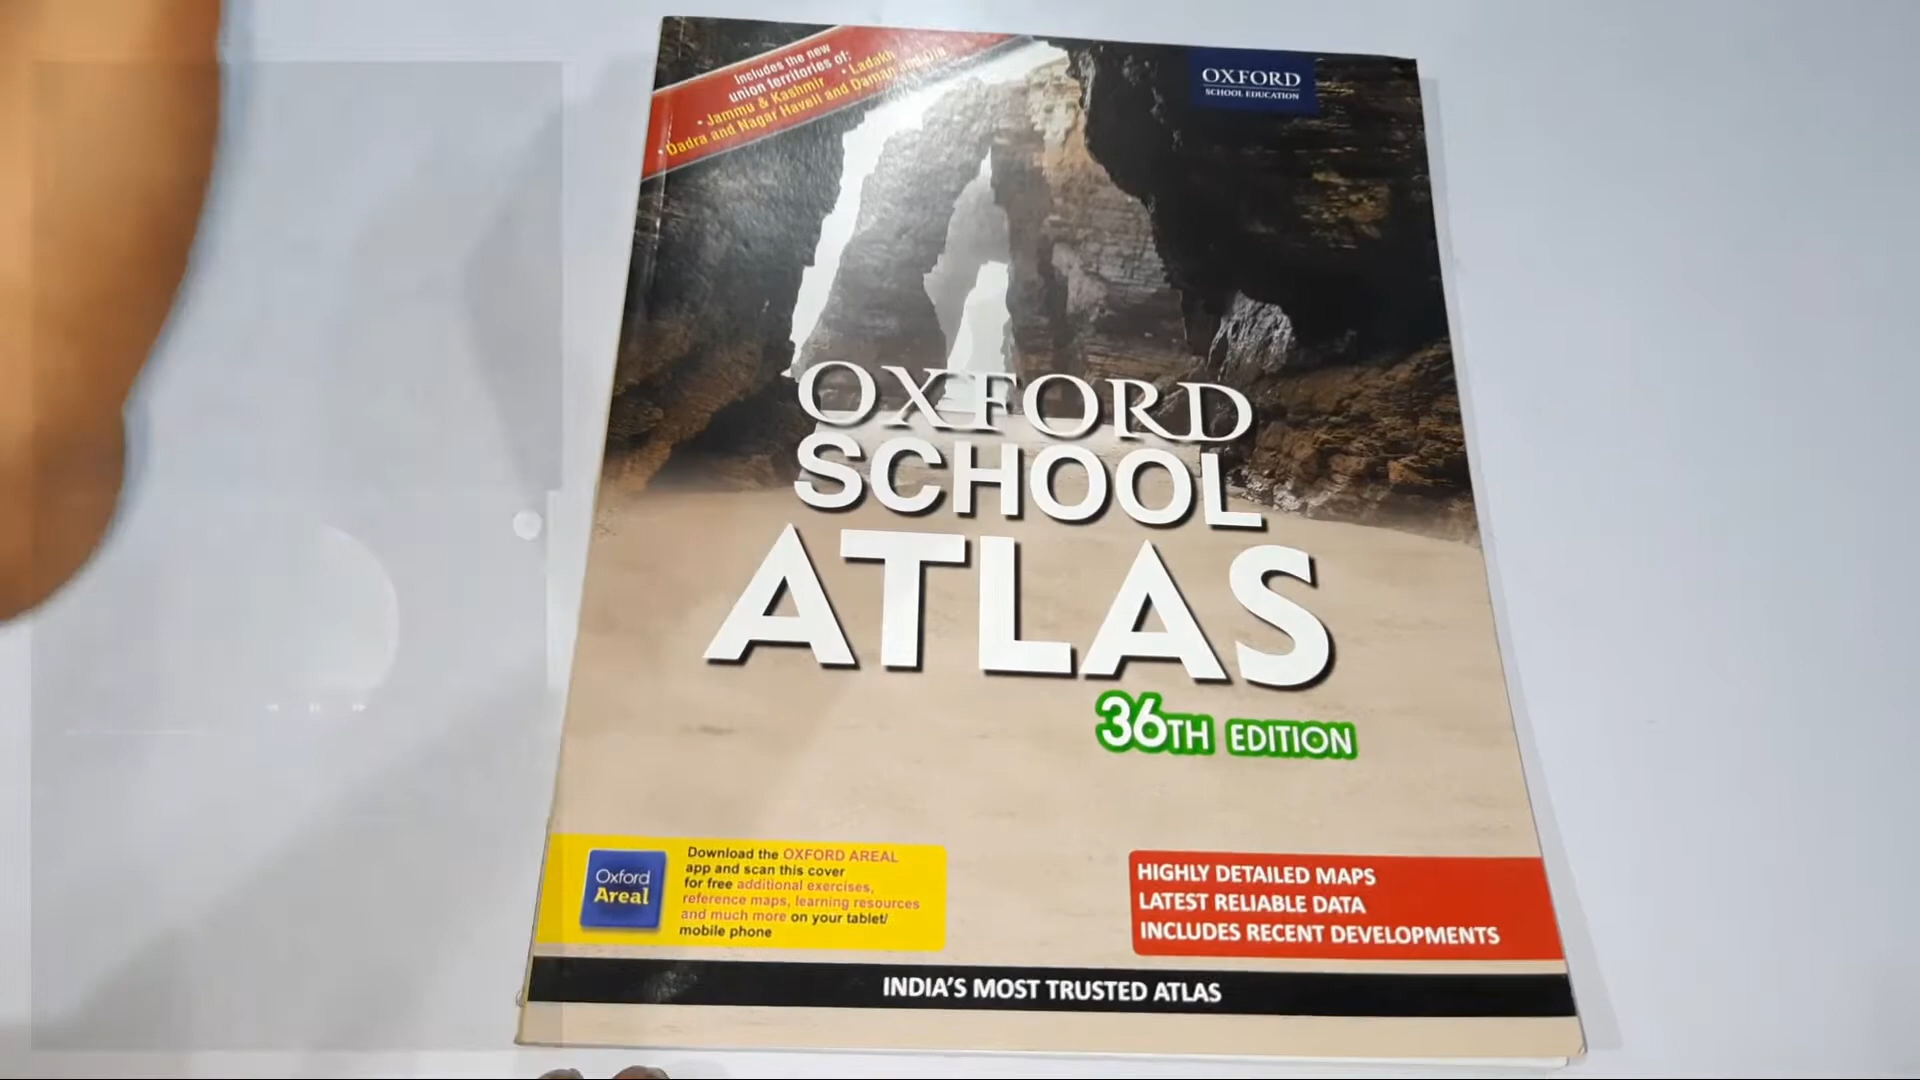 Includes the new
union territories of:
• Jammu & Kashmir • Ladakh
• Dadra and Nagar Haveli and Daman and Diu
OXFORD
SCHOOL EDUCATION
OXFORD
SCHOOL
ATLAS
36TH EDITION
Oxford
Areal
Download the OXFORD AREAL
app and scan this cover
for free additional exercises,
reference maps, learning resources
and much more on your tablet/
mobile phone
HIGHLY DETAILED MAPS
LATEST RELIABLE DATA
INCLUDES RECENT DEVELOPMENTS
INDIA'S MOST TRUSTED ATLAS